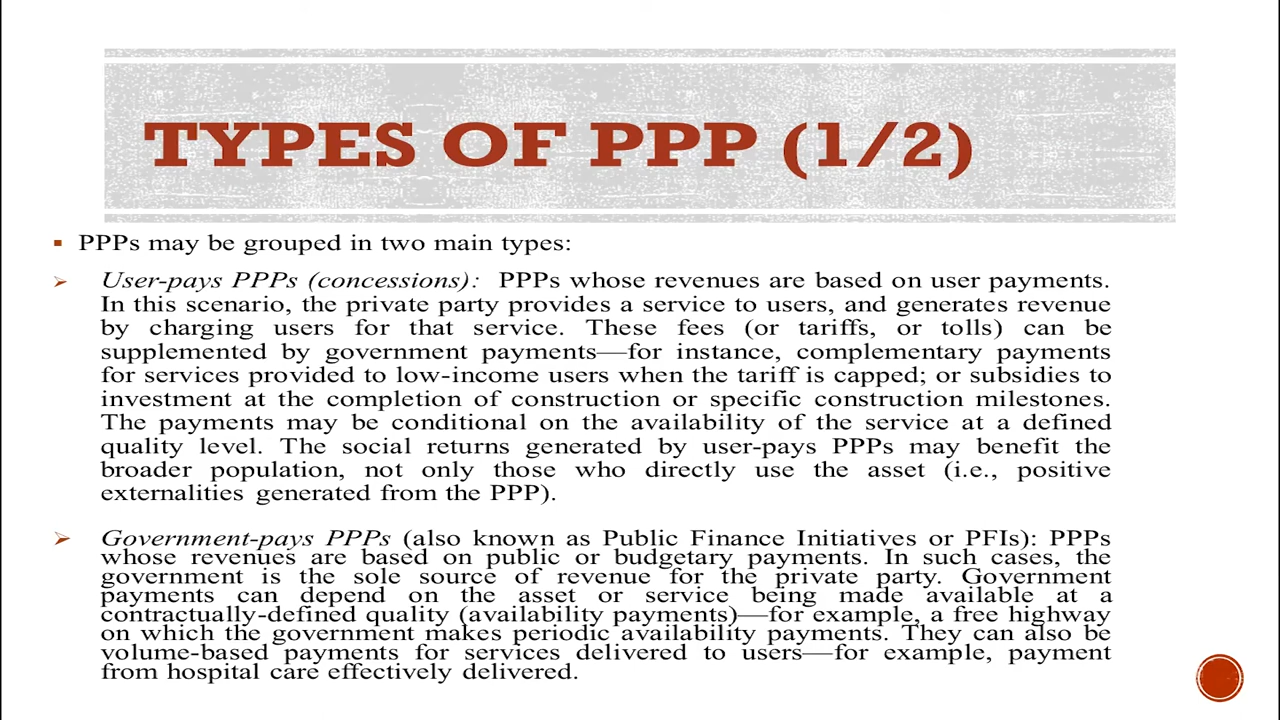 TYPES OF PPP (1/2)
PPPs may be grouped in two main types:
User-pays PPPs (concessions): PPPs whose revenues are based on user payments.
In this scenario, the private party provides a service to users, and generates revenue
by charging users for that service. These fees (or tariffs, or tolls) can be
supplemented by government payments—for instance, complementary payments
for services provided to low-income users when the tariff is capped; or subsidies to
investment at the completion of construction or specific construction milestones.
The payments may be conditional on the availability of the service at a defined
quality level. The social returns generated by user-pays PPPs may benefit the
broader population, not only those who directly use the asset (i.e., positive
externalities generated from the PPP).
Government-pays PPPs (also known as Public Finance Initiatives or PFIs): PPPs
whose revenues are based on public or budgetary payments. In such cases, the
government is the sole source of revenue for the private party. Government
payments can depend on the asset or service being made available at a
contractually-defined quality (availability payments)—for example, a free highway
on which the government makes periodic availability payments. They can also be
volume-based payments for services delivered to users—for example, payment
from hospital care effectively delivered.